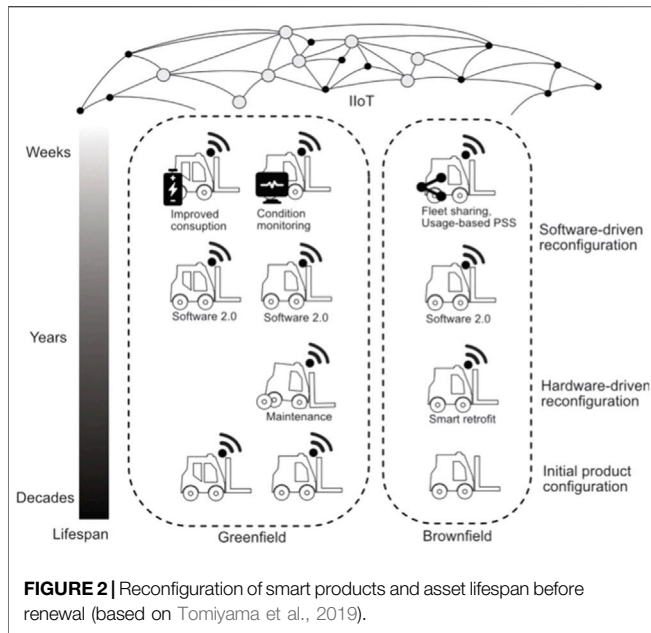 IIoT
Weeks
Years
Decades
Lifespan
Improved
consuption
Condition
monitoring
Software 2.0
Software 2.0
Maintenance
Greenfield
Fleet sharing,
Usage-based PSS
Software 2.0
Smart retrofit
Brownfield
Software-driven
reconfiguration
Hardware-driven
reconfiguration
Initial product
configuration
FIGURE 2 | Reconfiguration of smart products and asset lifespan before
renewal (based on Tomiyama et al., 2019).